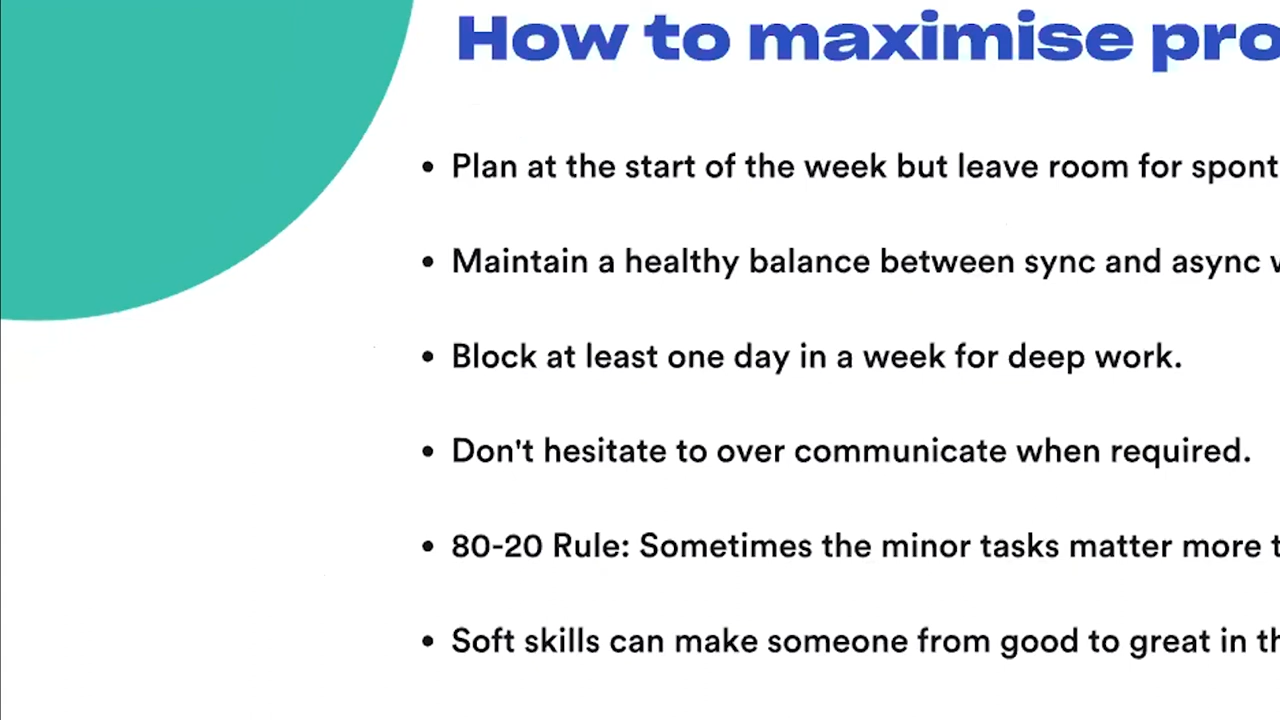 How to maximise pro
• Plan at the start of the week but leave room for spont
• Maintain a healthy balance between sync and async
• Block at least one day in a week for deep work.
• Don't hesitate to over communicate when required.
• 80-20 Rule: Sometimes the minor tasks matter more t
• Soft skills can make someone from good to great in th